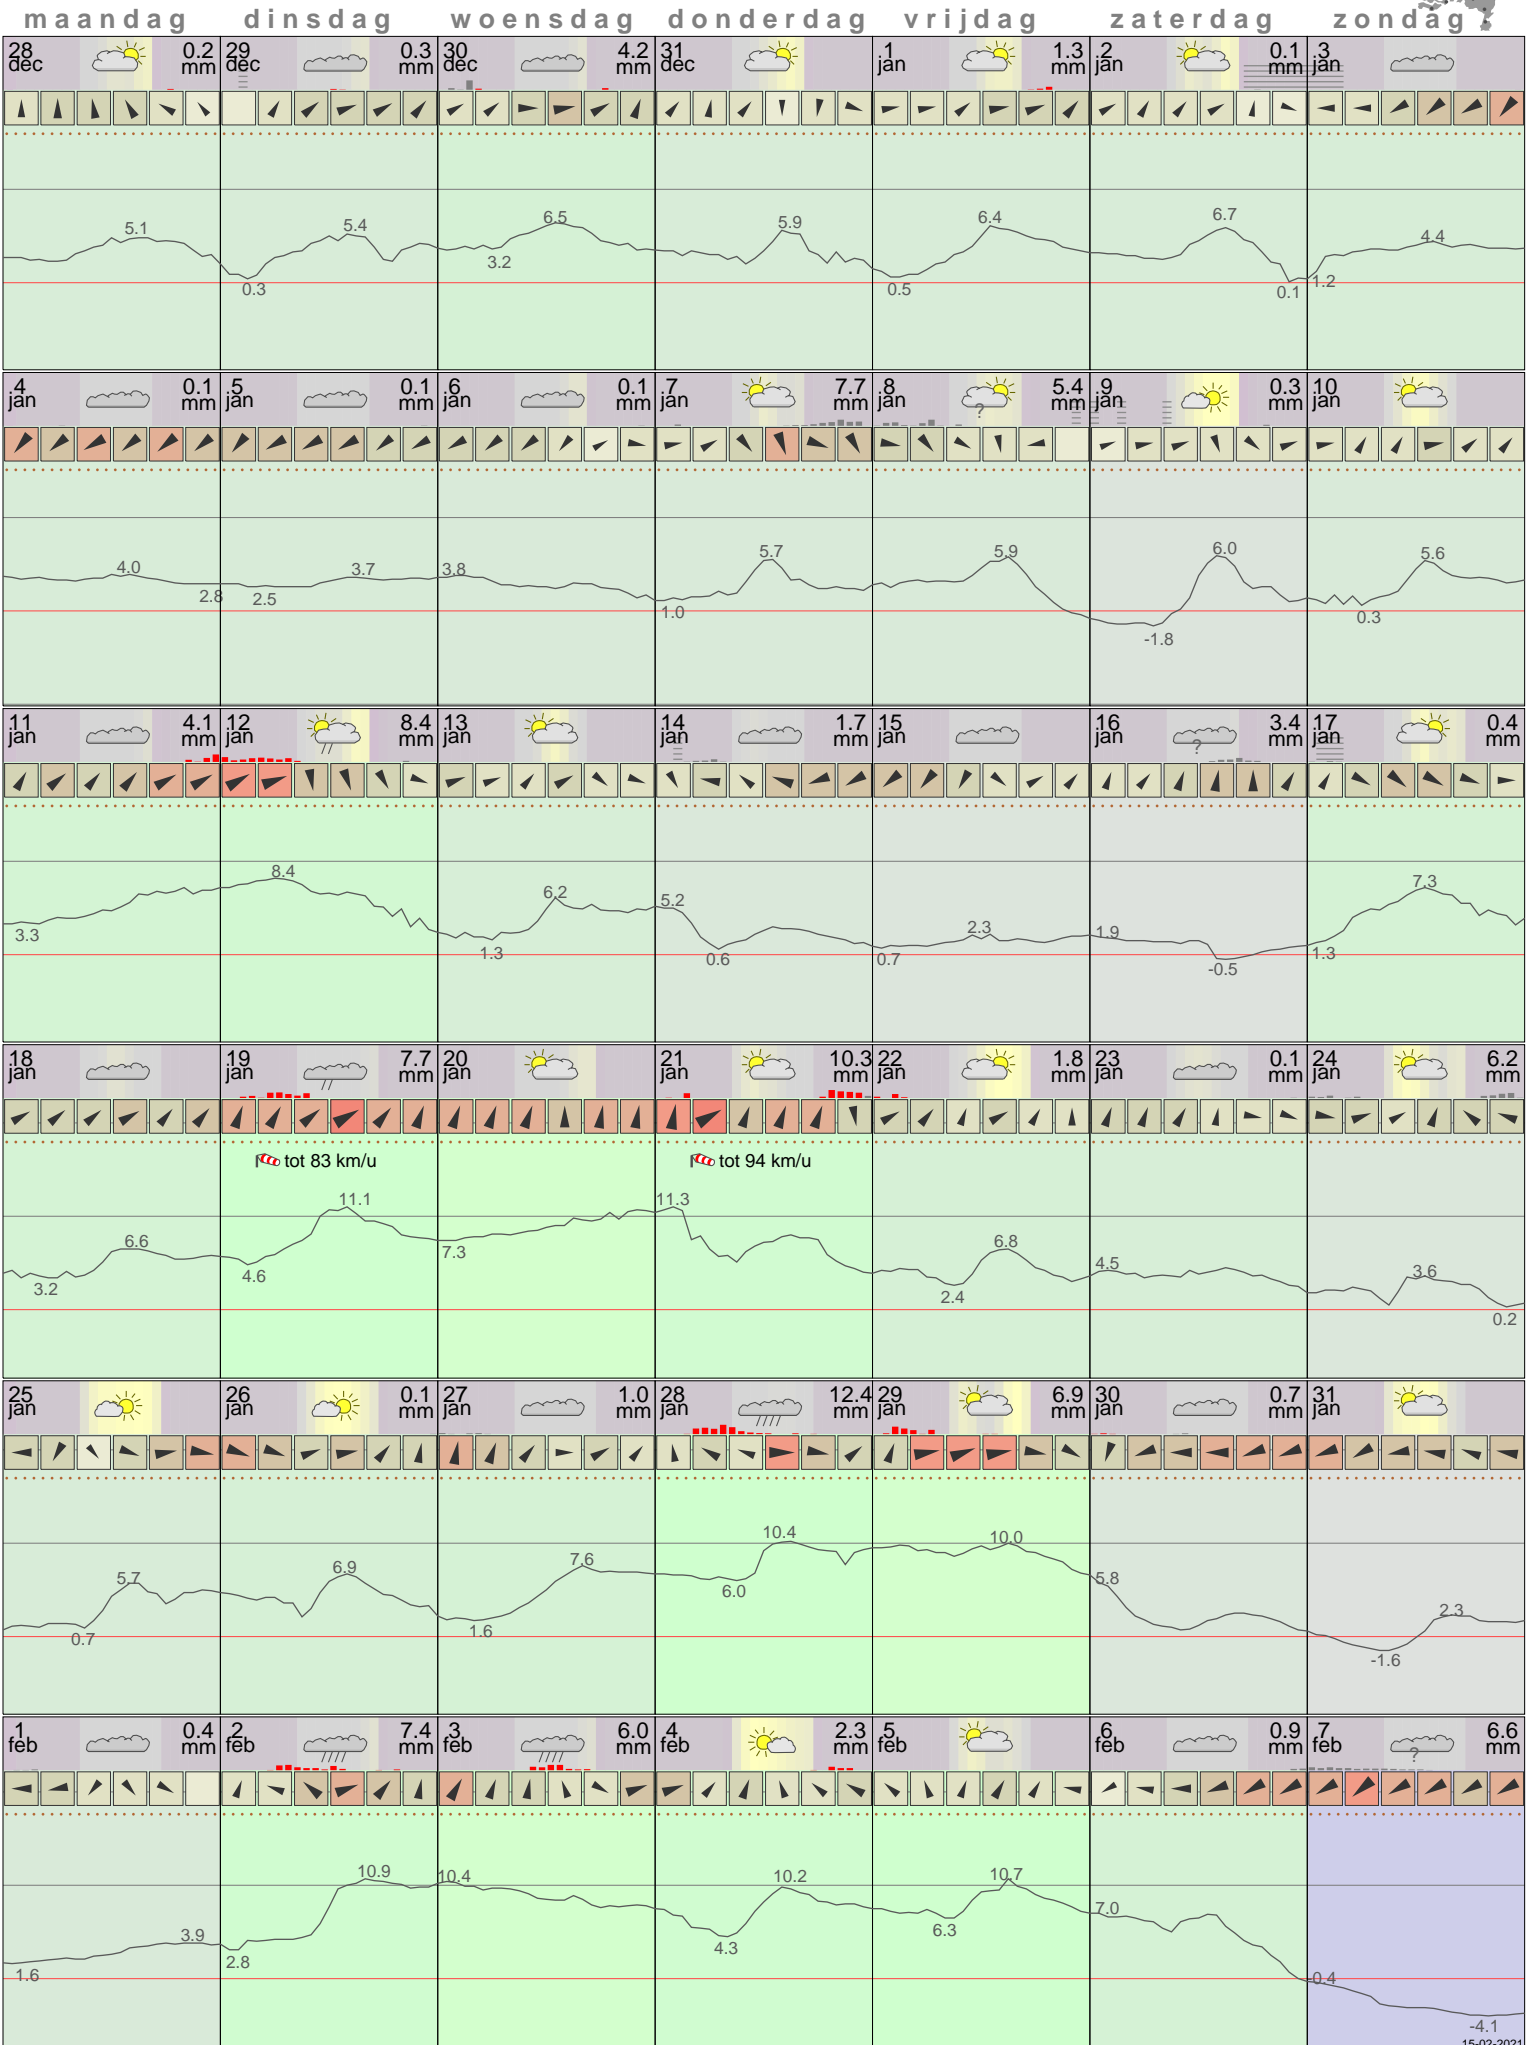 maandag dinsdag woensdag donderdag vrijdag zaterdag zondag
28 dec 0.2 mm 29 dec 0.3 mm 30 dec 4.2 mm 31 dec 1 jan 1.3 mm 2 jan 0.1 mm 3 jan
5.1 5.4 6.5 5.9 6.4 6.7 4.4
0.3 3.2 0.5 0.1 1.2
4 jan 0.1 mm 5 jan 0.1 mm 6 jan 0.1 mm 7 jan 7.7 mm 8 jan ? 5.4 mm 9 jan 0.3 mm 10 jan
4.0 2.8 2.5 3.7 3.8 5.7 5.9 6.0 5.6
1.0 -1.8 0.3
11 jan 4.1 mm 12 jan 8.4 mm 13 jan 14 jan 1.7 mm 15 jan 16 jan ? 3.4 mm 17 jan 0.4 mm
3.3 8.4 1.3 6.2 5.2 0.6 0.7 2.3 1.9 -0.5 1.3 7.3
18 jan 19 jan 7.7 mm 20 jan 21 jan 10.3 mm 22 jan 1.8 mm 23 jan 0.1 mm 24 jan 6.2 mm
tot 83 km/u tot 94 km/u
3.2 6.6 4.6 11.1 7.3 11.3 2.4 6.8 4.5 3.6 0.2
25 jan 26 jan 0.1 mm 27 jan 1.0 mm 28 jan 12.4 mm 29 jan 6.9 mm 30 jan 0.7 mm 31 jan
0.7 5.7 6.9 1.6 7.6 6.0 10.4 10.0 5.8 -1.6 2.3
1 feb 0.4 mm 2 feb 7.4 mm 3 feb 6.0 mm 4 feb 2.3 mm 5 feb 6 feb 0.9 mm 7 feb ? 6.6 mm
1.6 3.9 2.8 10.9 10.4 4.3 10.2 6.3 10.7 7.0 -0.4 -4.1
15-02-2021